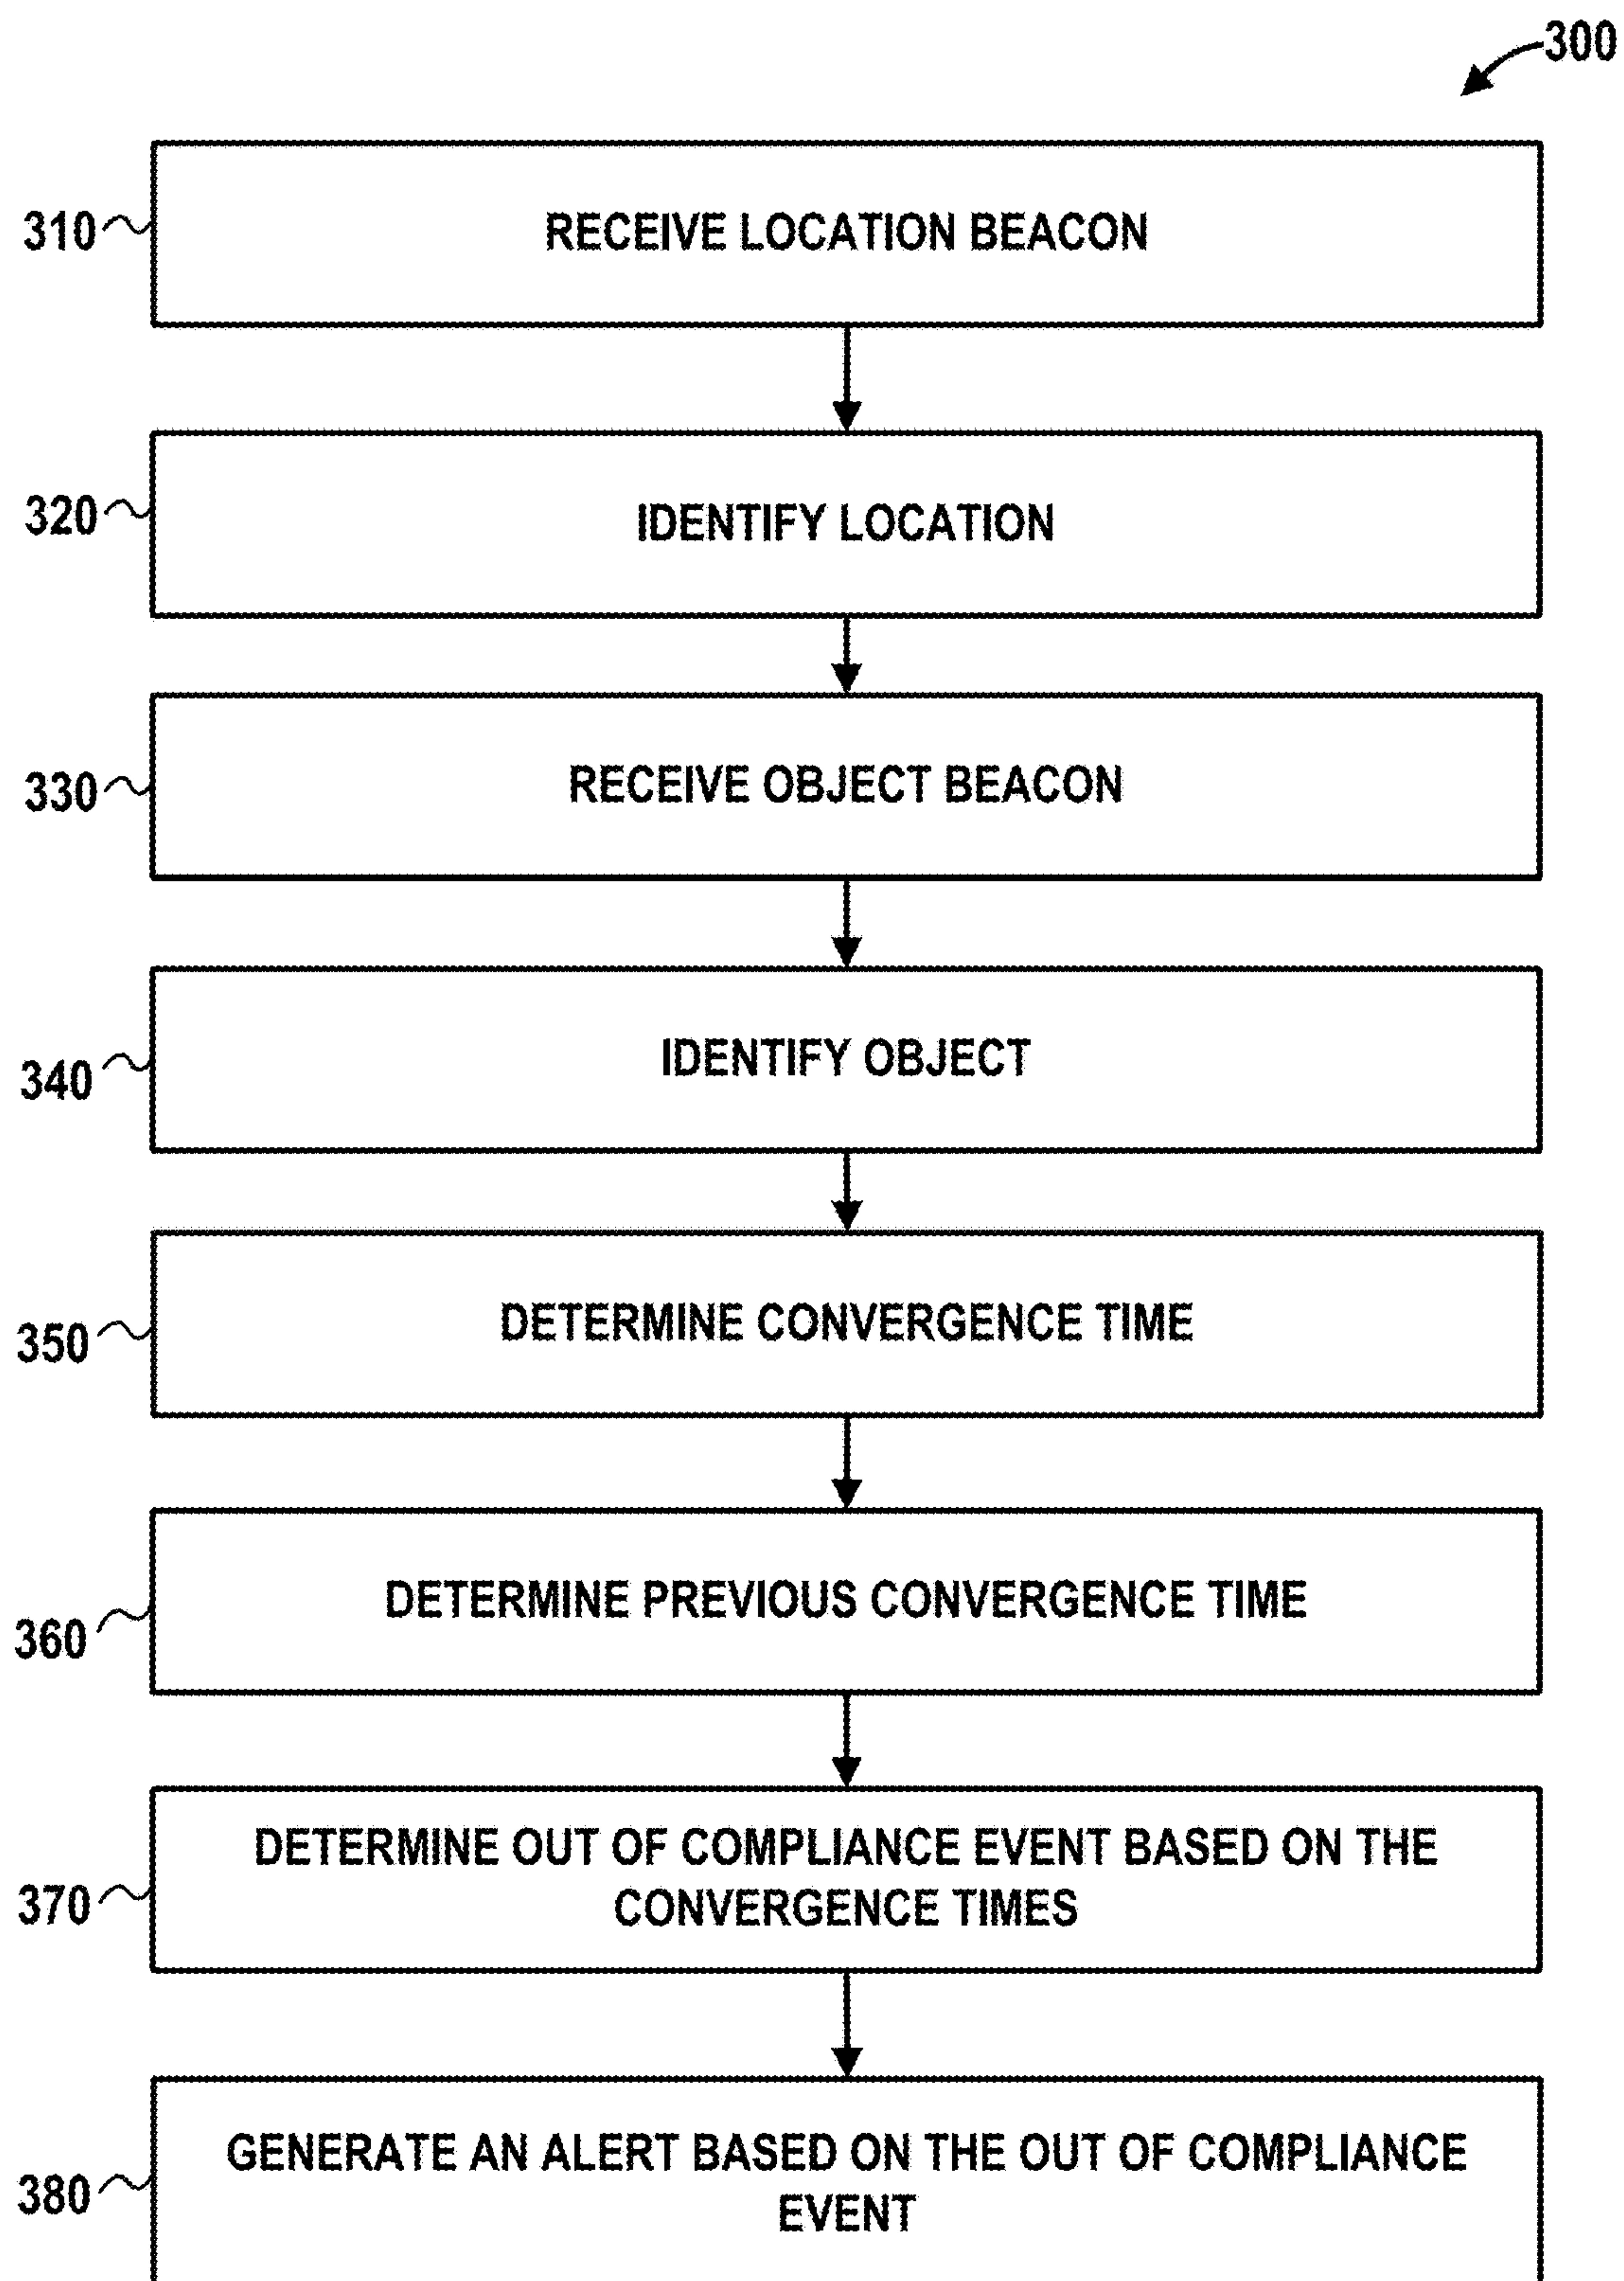 300
310
RECEIVE LOCATION BEACON
320
IDENTIFY LOCATION
330
RECEIVE OBJECT BEACON
340
IDENTIFY OBJECT
350
DETERMINE CONVERGENCE TIME
360
DETERMINE PREVIOUS CONVERGENCE TIME
370
DETERMINE OUT OF COMPLIANCE EVENT BASED ON THE
CONVERGENCE TIMES
380
GENERATE AN ALERT BASED ON THE OUT OF COMPLIANCE
EVENT